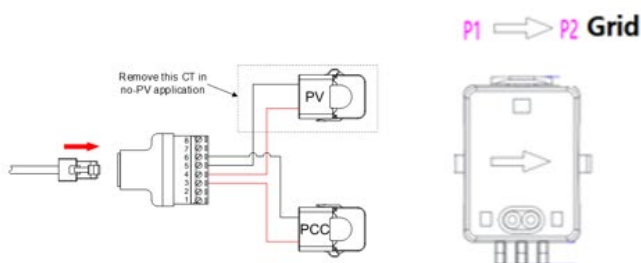 P1 P2 Grid
Remove this CT in
no-PV application
PV
8
7
6
5
4
3
2
1
PCC